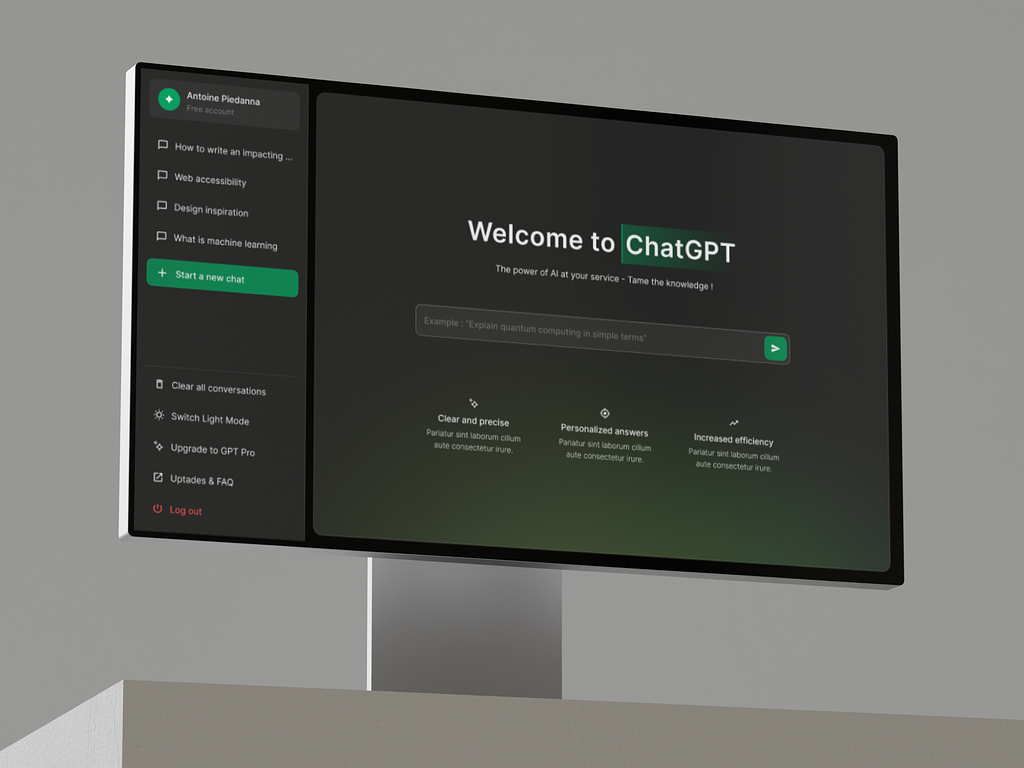 Antoine Piedanna
Free account
How to write an impacting ...
Web accessibility
Design inspiration
What is machine learning
Start a new chat
Clear all conversations
Switch Light Mode
Upgrade to GPT Pro
Uptades & FAQ
Log out
Welcome to ChatGPT
The power of AI at your service - Tame the knowledge !
Example : "Explain quantum computing in simple terms"
Clear and precise
Pariatur sint laborum cillum
aute consectetur irure.
Personalized answers
Pariatur sint laborum cillum
aute consectetur irure.
Increased efficiency
Pariatur sint laborum cillum
aute consectetur irure.